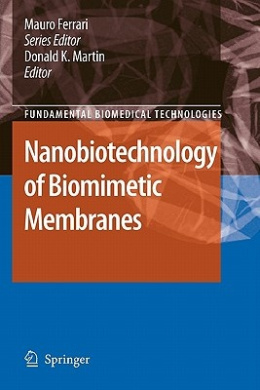 Mauro Ferrari
Series Editor
Donald K. Martin
Editor
FUNDAMENTAL BIOMEDICAL TECHNOLOGIES
Nanobiotechnology
of Biomimetic
Membranes
Springer